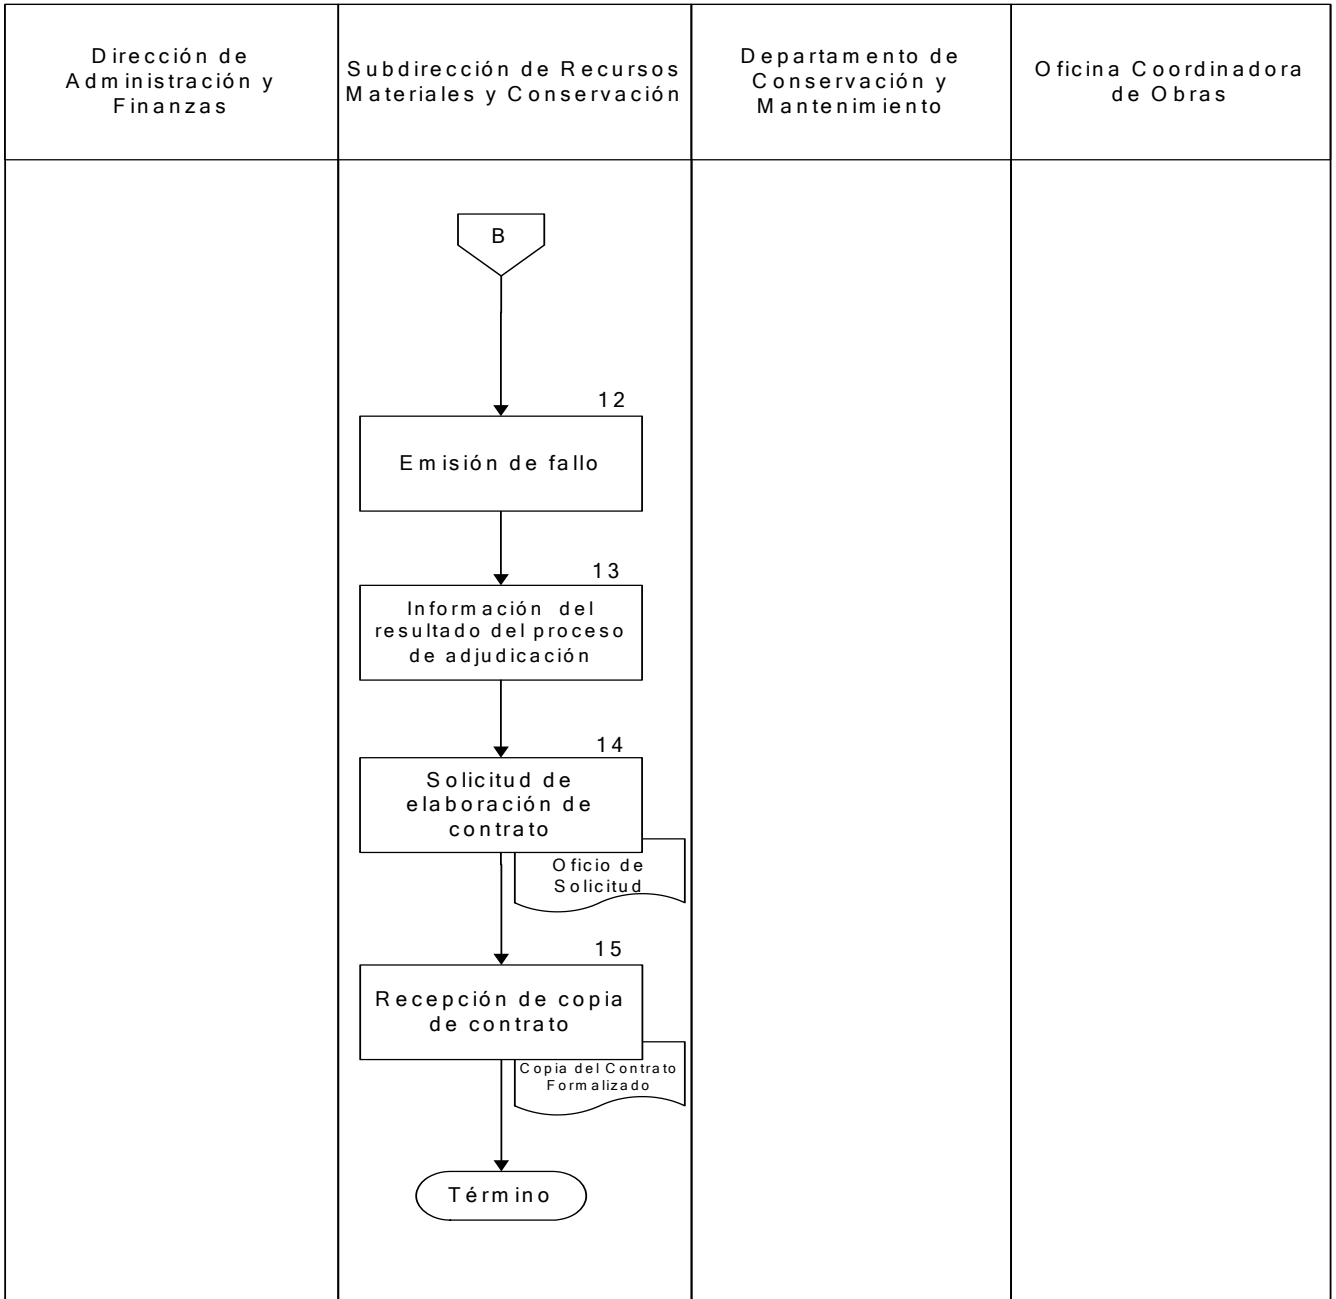 Dirección de
Administración y
Finanzas
Subdirección de Recursos
Materiales y Conservación
Departamento de
Conservación y
Mantenimiento
Oficina Coordinadora
de Obras
B
12
Emisión de fallo
13
Información del
resultado del proceso
de adjudicación
14
Solicitud de
elaboración de
contrato
Oficio de
Solicitud
15
Recepción de copia
de contrato
Copia del Contrato
Formalizado
Término